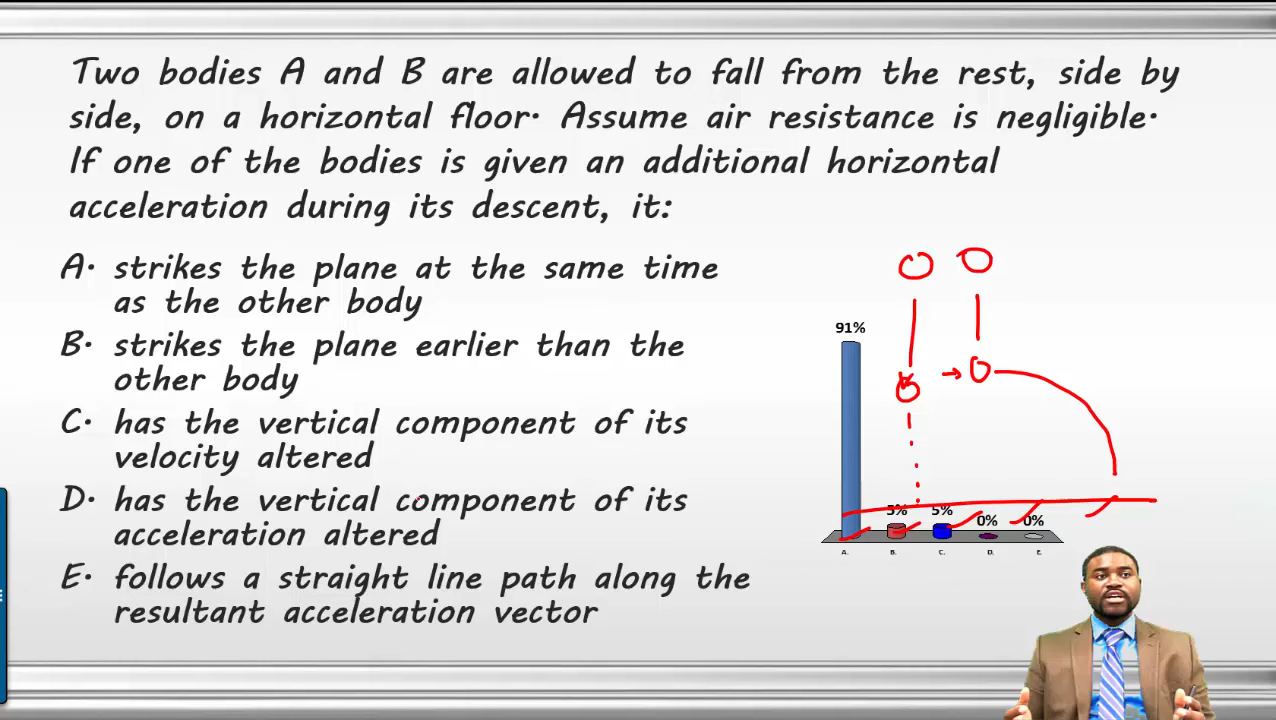 Two bodies A and B are allowed to fall from the rest, side by
side, on a horizontal floor. Assume air resistance is negligible.
If one of the bodies is given an additional horizontal
acceleration during its descent, it:
A. strikes the plane at the same time
as the other body
B. strikes the plane earlier than the
other body
C. has the vertical component of its
velocity altered
D. has the vertical component of its
acceleration altered
E. follows a straight line path along the
resultant acceleration vector
91%
5% 5% 0% 0%
A. B. C. D. E.